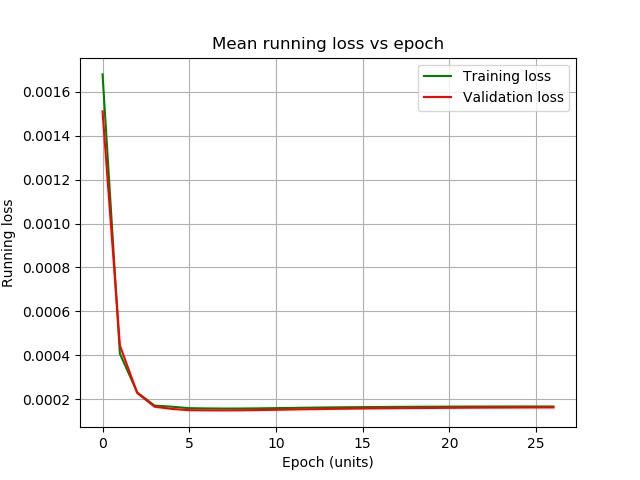 Mean running loss vs epoch
Training loss
Validation loss
0.0016
0.0014
0.0012
0.0010
0.0008
0.0006
0.0004
0.0002
Running loss
0 5 10 15 20 25
Epoch (units)